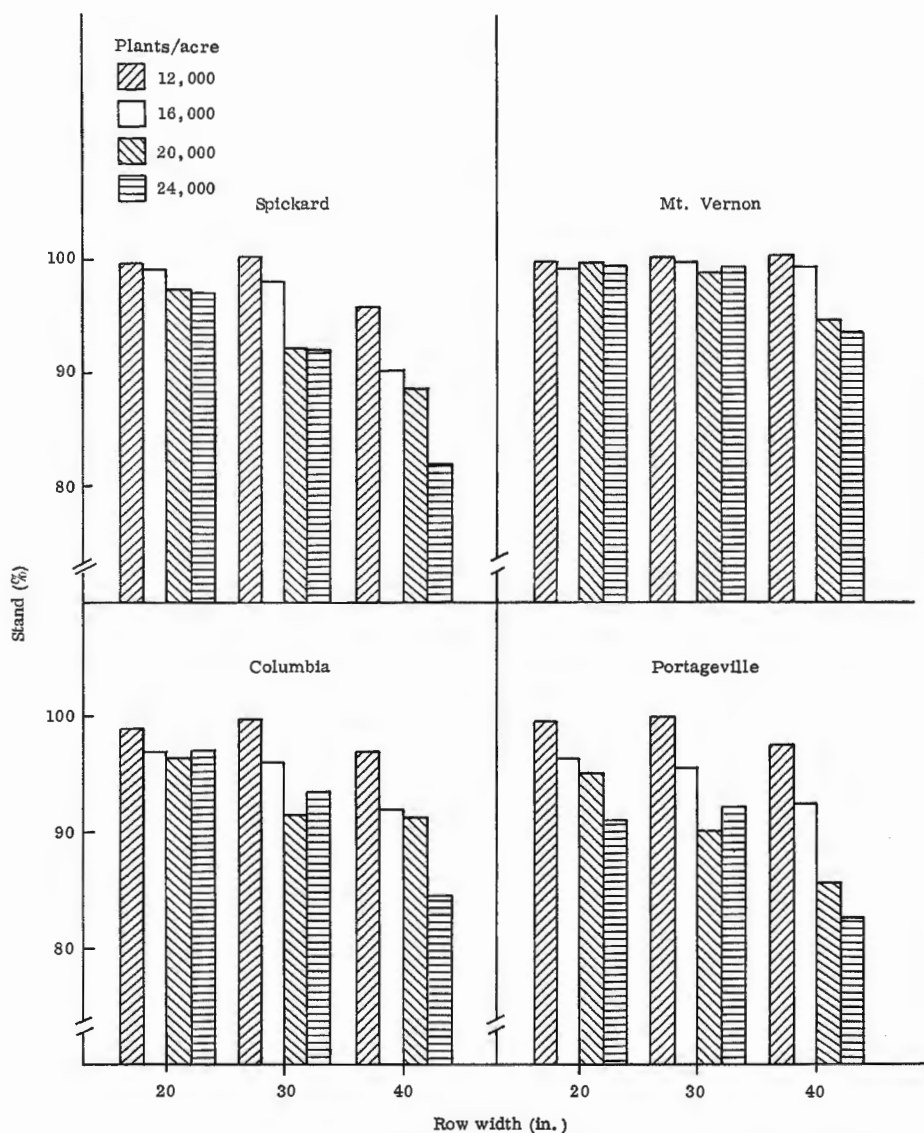 Plants/acre
12,000
16,000
20,000
24,000
Spickard
Mt. Vernon
100
90
80
Stand (%)
Columbia
Portageville
100
90
80
20
30
40
20
30
40
Row width (in.)